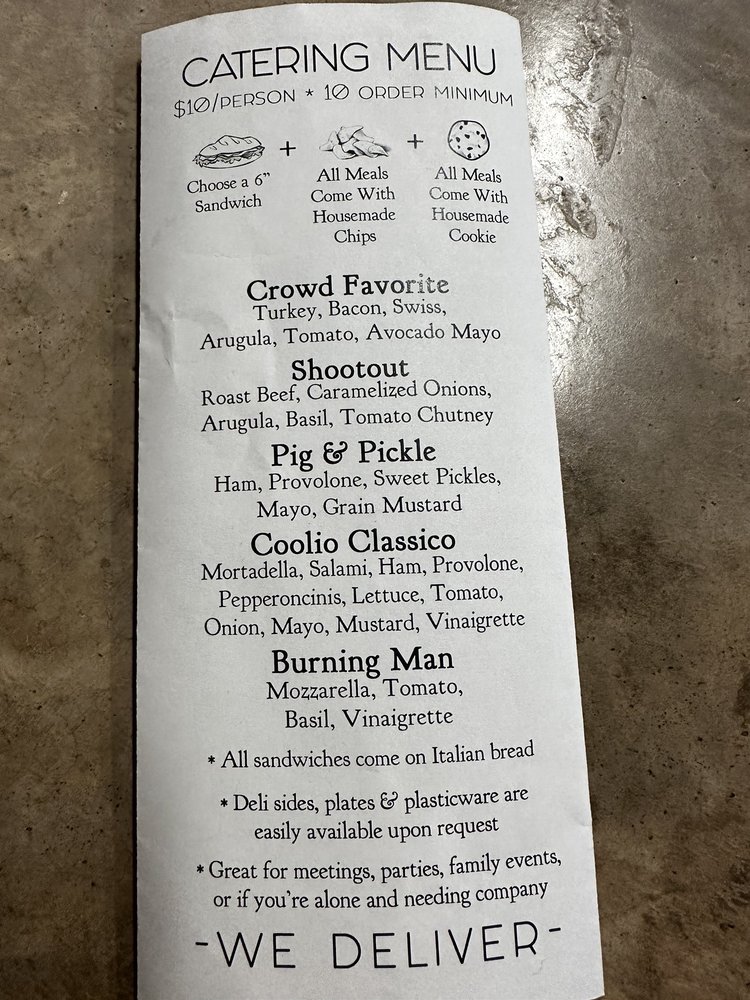 CATERING MENU
$10/PERSON * 10 ORDER MINIMUM
+ +
Choose a 6"
Sandwich
All Meals
Come With
Housemade
Chips
All Meals
Come With
Housemade
Cookie
Crowd Favorite
Turkey, Bacon, Swiss,
Arugula, Tomato, Avocado Mayo
Shootout
Roast Beef, Caramelized Onions,
Arugula, Basil, Tomato Chutney
Pig & Pickle
Ham, Provolone, Sweet Pickles,
Mayo, Grain Mustard
Coolio Classico
Mortadella, Salami, Ham, Provolone,
Pepperoncinis, Lettuce, Tomato,
Onion, Mayo, Mustard, Vinaigrette
Burning Man
Mozzarella, Tomato,
Basil, Vinaigrette
* All sandwiches come on Italian bread
* Deli sides, plates & plasticware are
easily available upon request
* Great for meetings, parties, family events,
or if you're alone and needing company
-WE DELIVER-